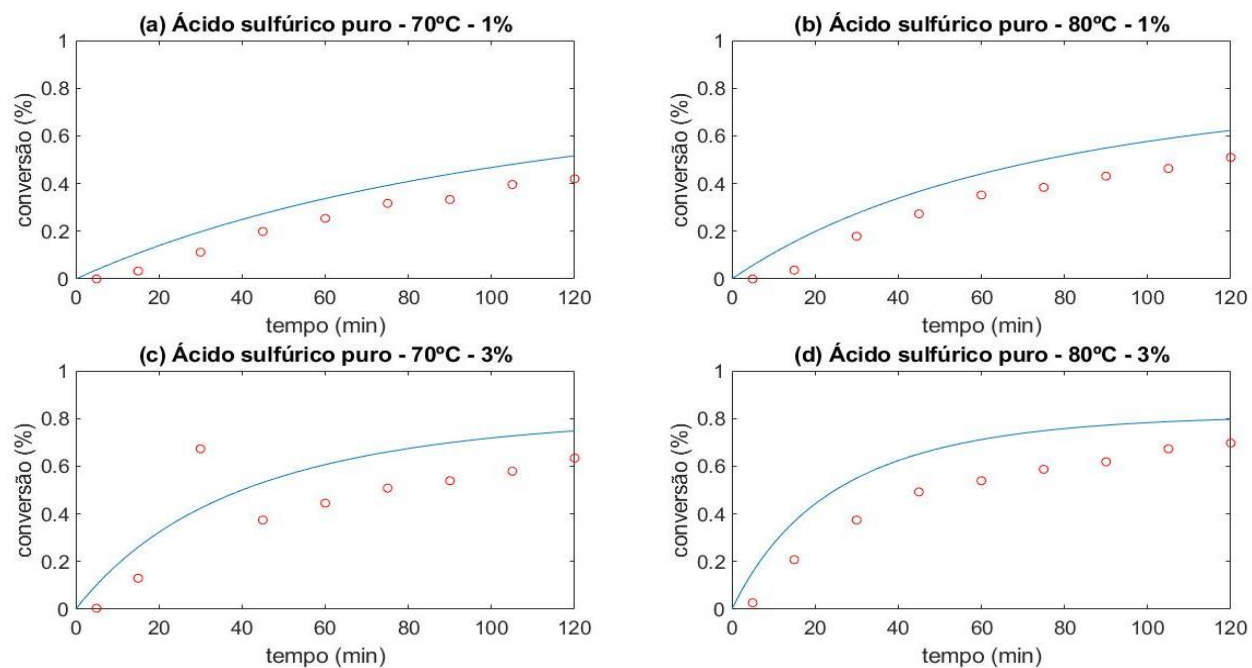 (a) Ácido sulfúrico puro - 70ºC - 1%
1
0.8
0.6
0.4
0.2
0
conversão (%)
0 20 40 60 80 100 120
tempo (min)
(b) Ácido sulfúrico puro - 80ºC - 1%
1
0.8
0.6
0.4
0.2
0
conversão (%)
0 20 40 60 80 100 120
tempo (min)
(c) Ácido sulfúrico puro - 70ºC - 3%
1
0.8
0.6
0.4
0.2
0
conversão (%)
0 20 40 60 80 100 120
tempo (min)
(d) Ácido sulfúrico puro - 80ºC - 3%
1
0.8
0.6
0.4
0.2
0
conversão (%)
0 20 40 60 80 100 120
tempo (min)